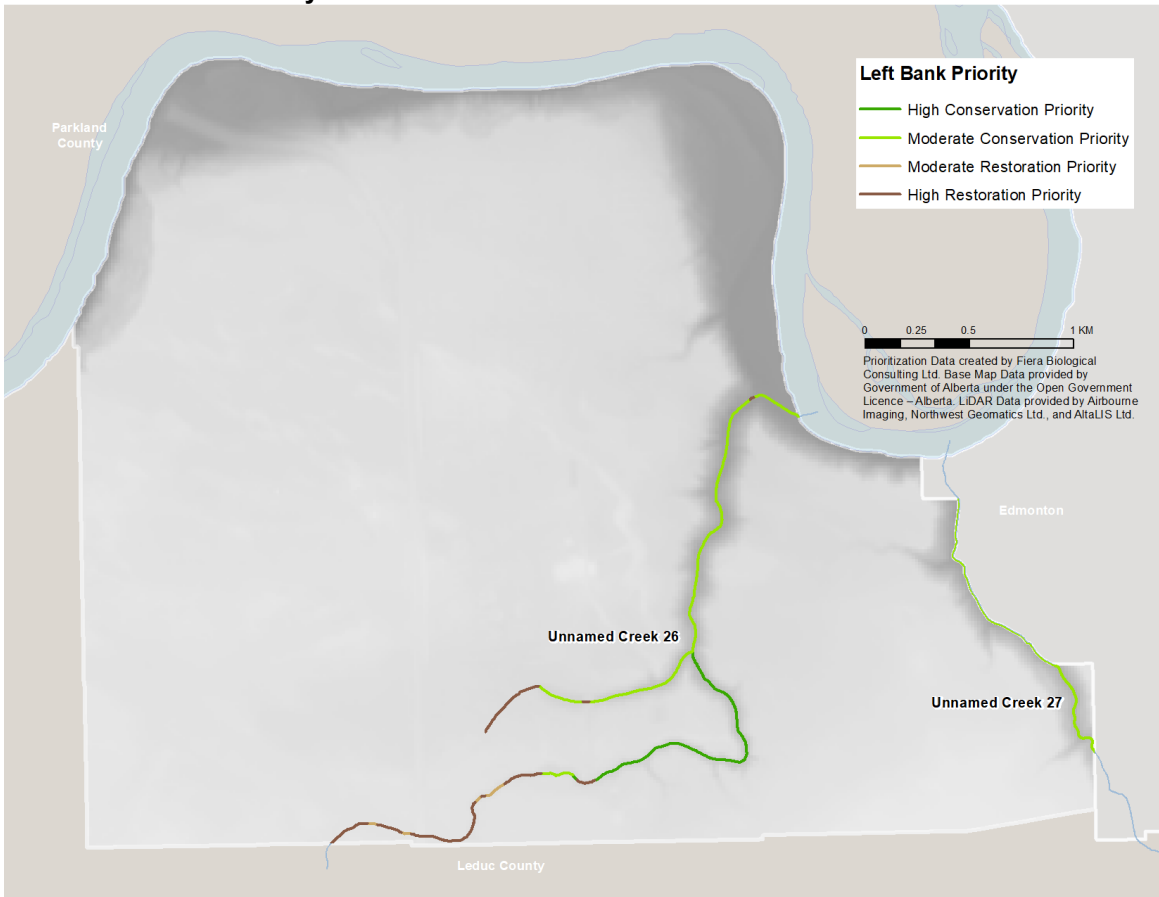 Left Bank Priority
High Conservation Priority
Moderate Conservation Priority
Moderate Restoration Priority
High Restoration Priority
Parkland
County
0 0.25 0.5 1 KM
Prioritization Data created by Fiera Biological
Consulting Ltd. Base Map Data provided by
Government of Alberta under the Open Government
Licence – Alberta. LiDAR Data provided by Airbourne
Imaging, Northwest Geomatics Ltd., and AltaLIS Ltd.
Edmonton
Unnamed Creek 26
Unnamed Creek 27
Leduc County